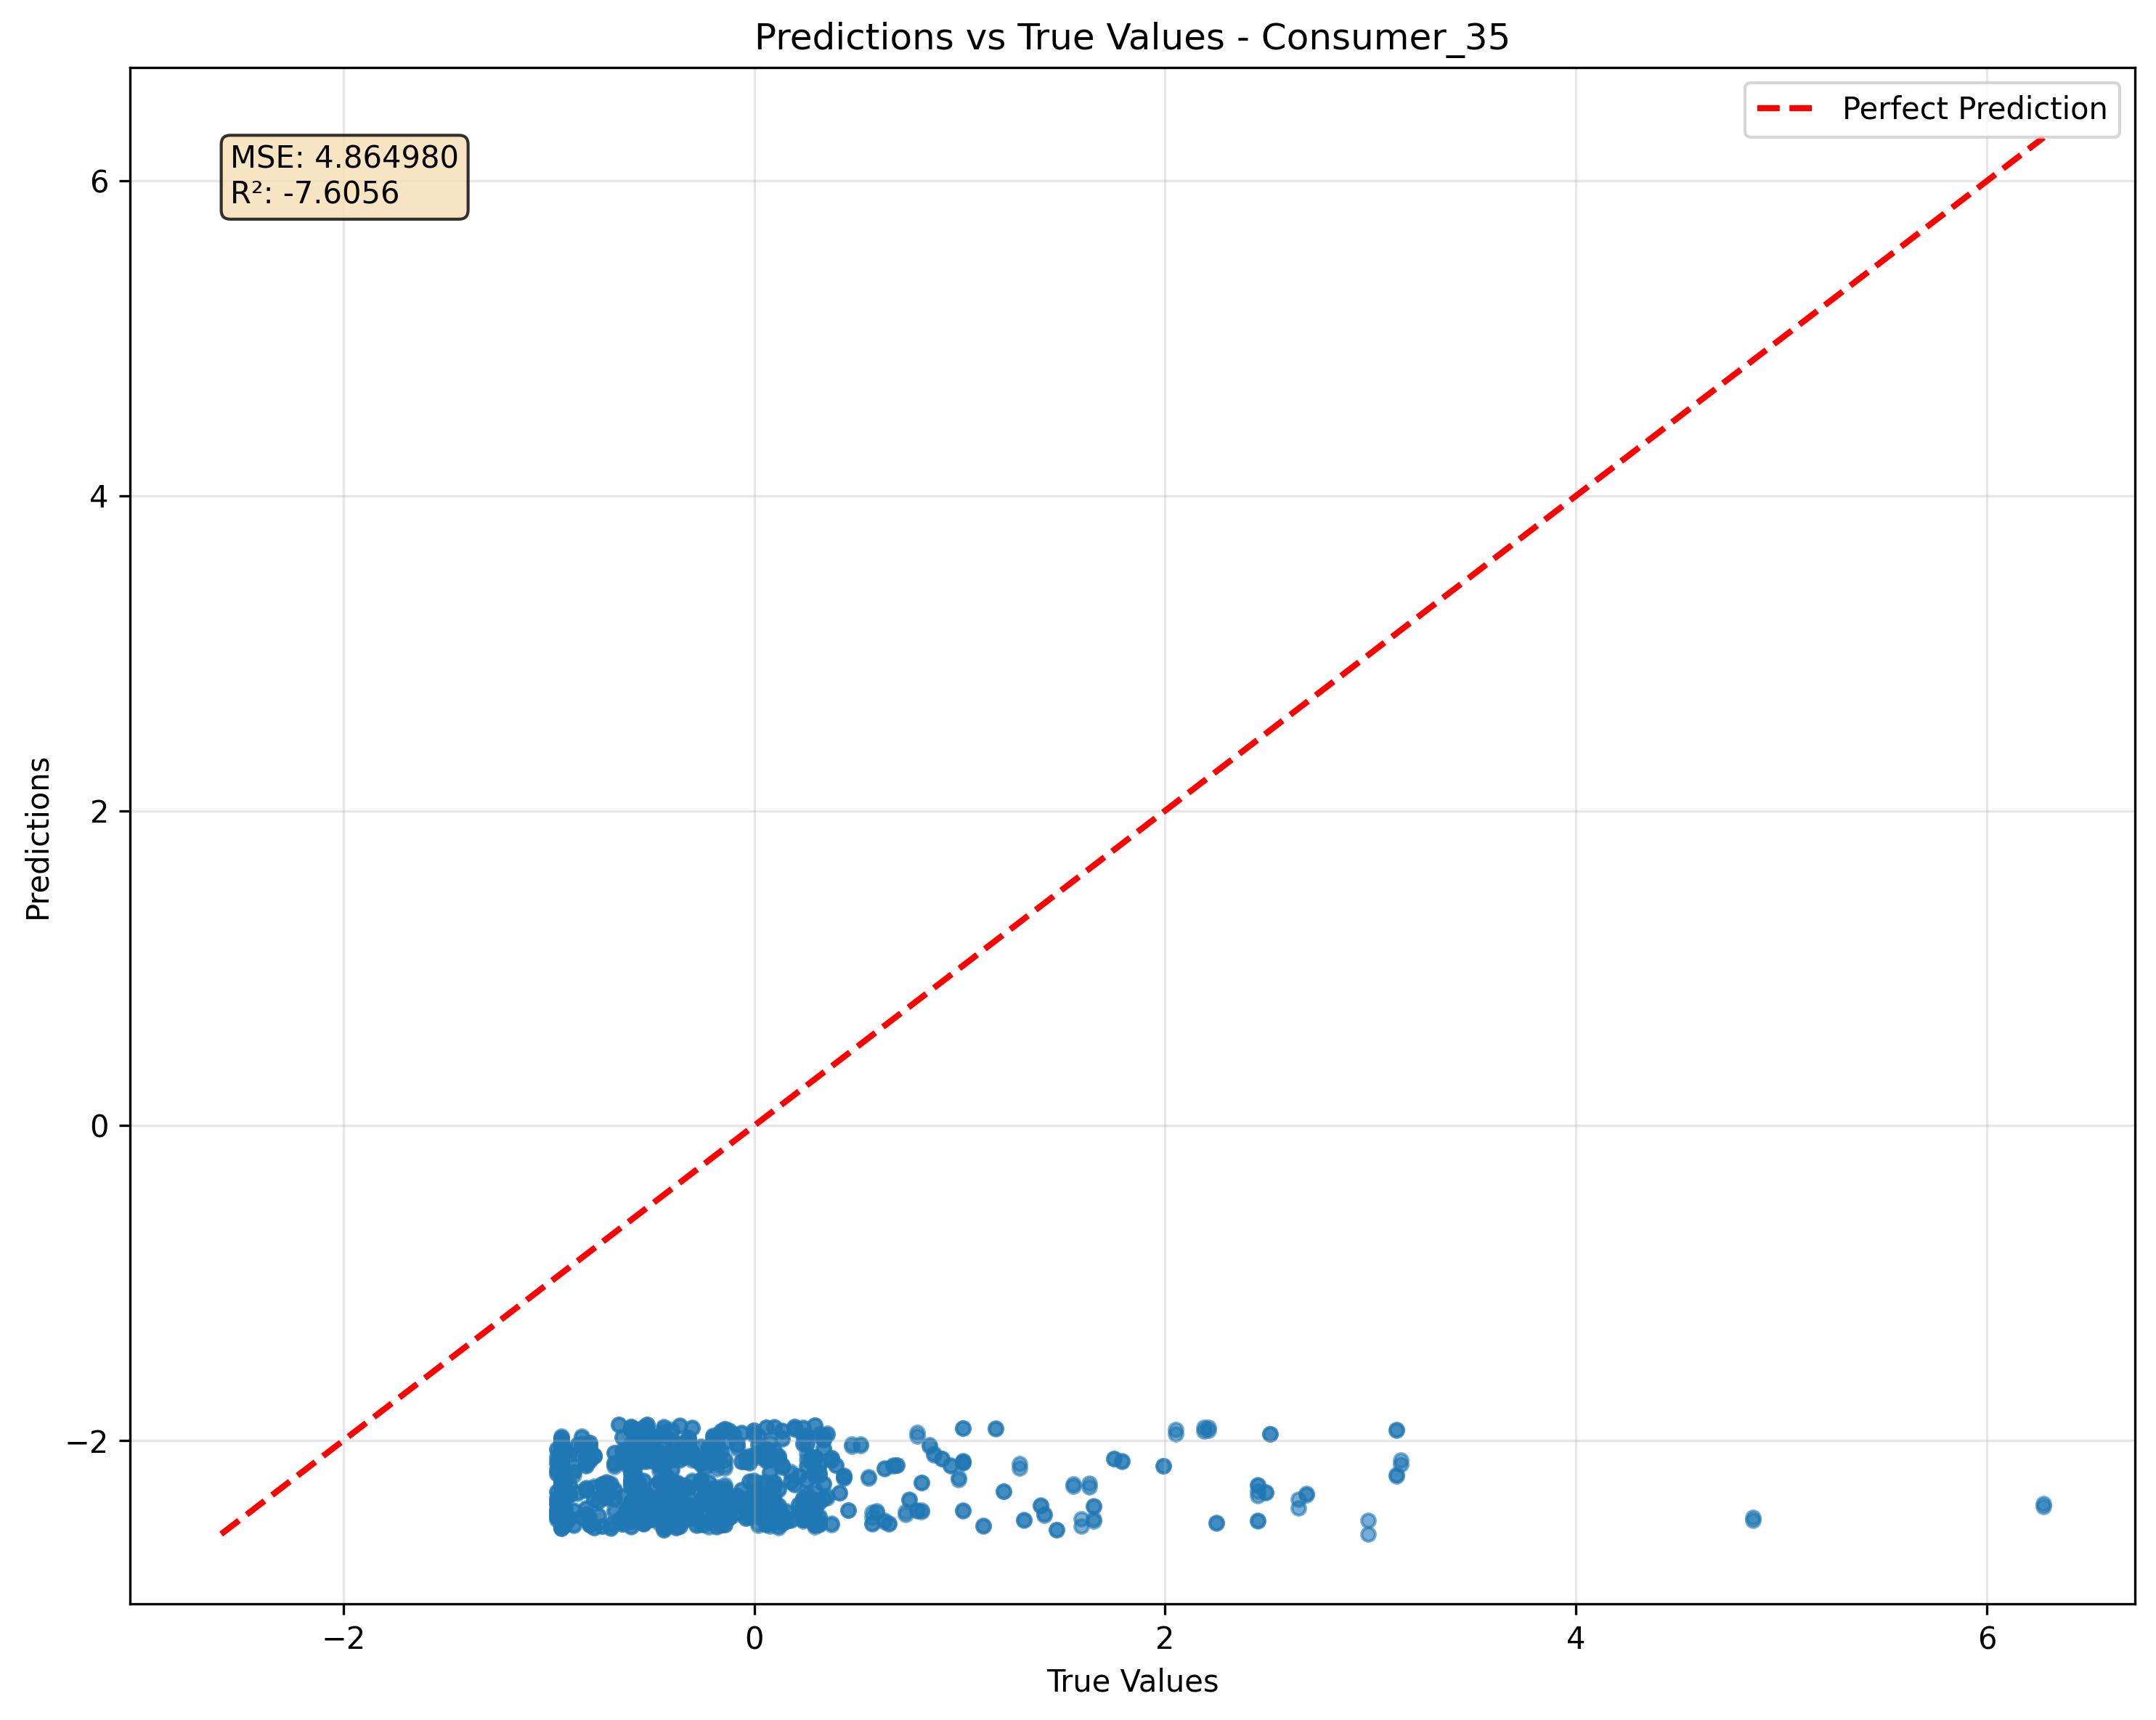 Predictions vs True Values - Consumer_35
Perfect Prediction
MSE: 4.864980
R²: -7.6056
6
4
2
0
−2
Predictions
−2 0 2 4 6
True Values